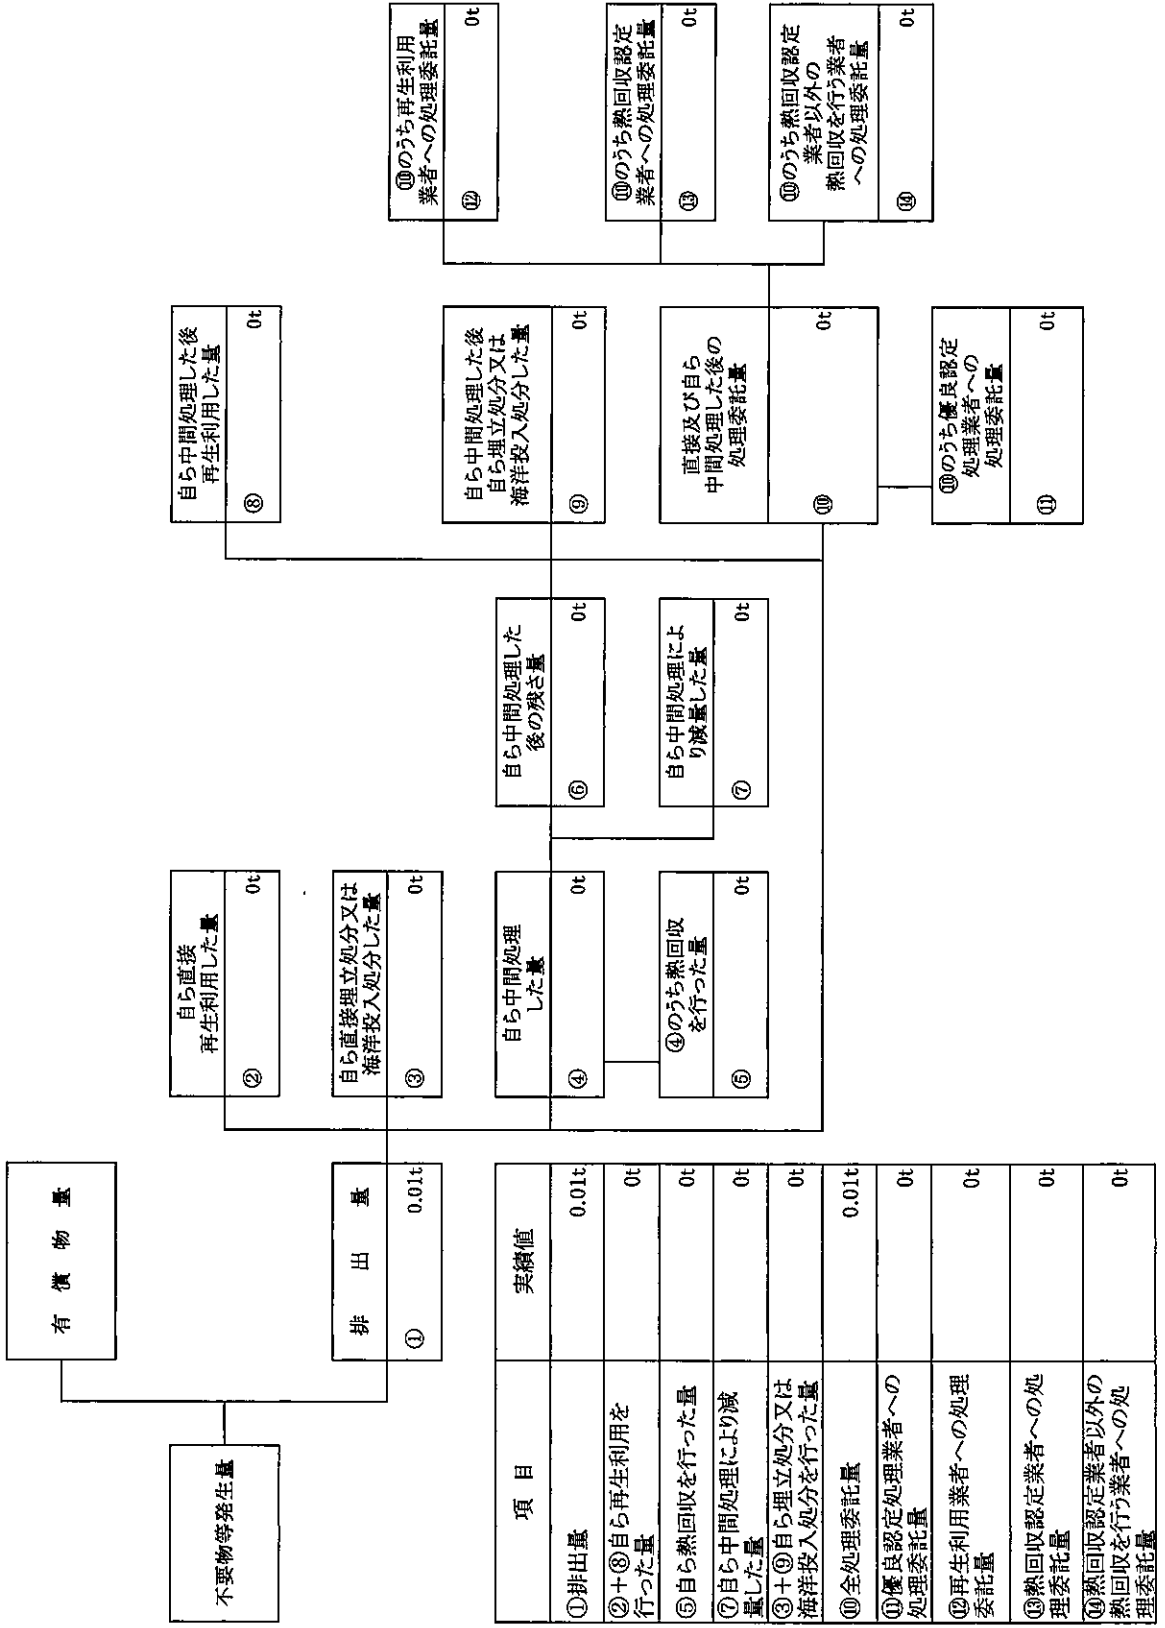 不要物等発生量
有償物量
排出量
① 0.01t
自ら直接
再生利用した量
② 0t
自ら直接埋立処分又は
海洋投入処分した量
③ 0t
自ら中間処理
した量
④ 0t
④のうち熱回収
を行った量
⑤ 0t
自ら中間処理した
後の残さ量
⑥ 0t
自ら中間処理によ
り減量した量
⑦ 0t
自ら中間処理した後
再生利用した量
⑧ 0t
自ら中間処理した後
自ら埋立処分又は
海洋投入処分した量
⑨ 0t
直接及び自ら
中間処理した後の
処理委託量
⑩ 0t
⑩のうち優良認定
処理業者への
処理委託量
⑪ 0t
⑩のうち再生利用
業者への処理委託量
⑫ 0t
⑩のうち熱回収認定
業者への処理委託量
⑬ 0t
⑩のうち熱回収認定
業者以外の
熱回収を行う業者
への処理委託量
⑭ 0t
項目 実績値
①排出量 0.01t
②+⑧自ら再生利用を
行った量 0t
⑤自ら熱回収を行った量 0t
⑦自ら中間処理により減
量した量 0t
③+⑨自ら埋立処分又は
海洋投入処分を行った量 0t
⑩全処理委託量 0.01t
⑪優良認定処理業者への
処理委託量 0t
⑫再生利用業者への処理
委託量 0t
⑬熱回収認定業者への処
理委託量 0t
⑭熱回収認定業者以外の
熱回収を行う業者への処
理委託量 0t